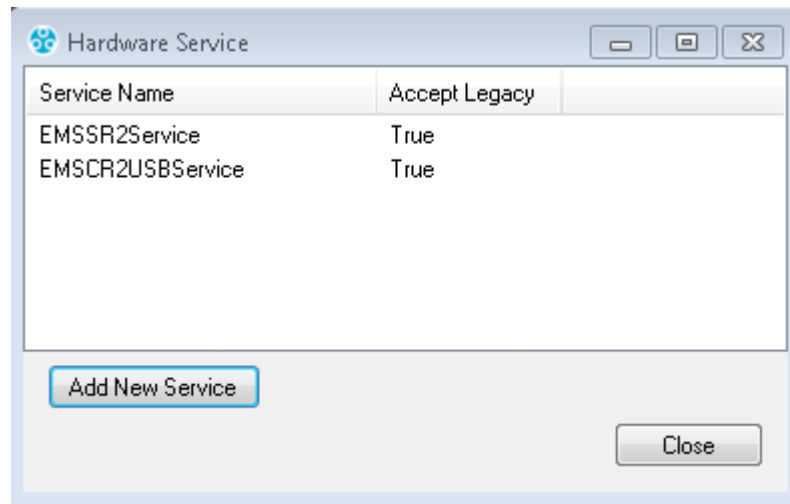 Hardware Service
Service Name Accept Legacy
EMSSR2Service True
EMSCR2USBService True
Add New Service
Close